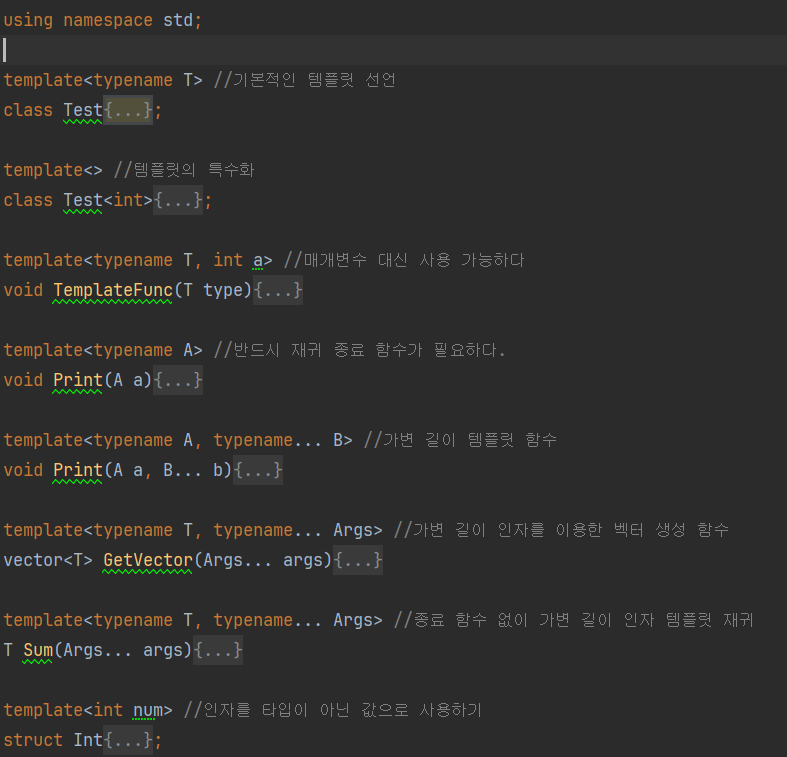 using namespace std;
template<typename T> //기본적인 템플릿 선언
class Test{...};
template<> //템플릿의 특수화
class Test<int>{...};
template<typename T, int a> //매개변수 대신 사용 가능하다
void TemplateFunc(T type){...}
template<typename A> //반드시 재귀 종료 함수가 필요하다.
void Print(A a){...}
template<typename A, typename... B> //가변 길이 템플릿 함수
void Print(A a, B... b){...}
template<typename T, typename... Args> //가변 길이 인자를 이용한 벡터 생성 함수
vector<T> GetVector(Args... args){...}
template<typename T, typename... Args> //종료 함수 없이 가변 길이 인자 템플릿 재귀
T Sum(Args... args){...}
template<int num> //인자를 타입이 아닌 값으로 사용하기
struct Int{...};